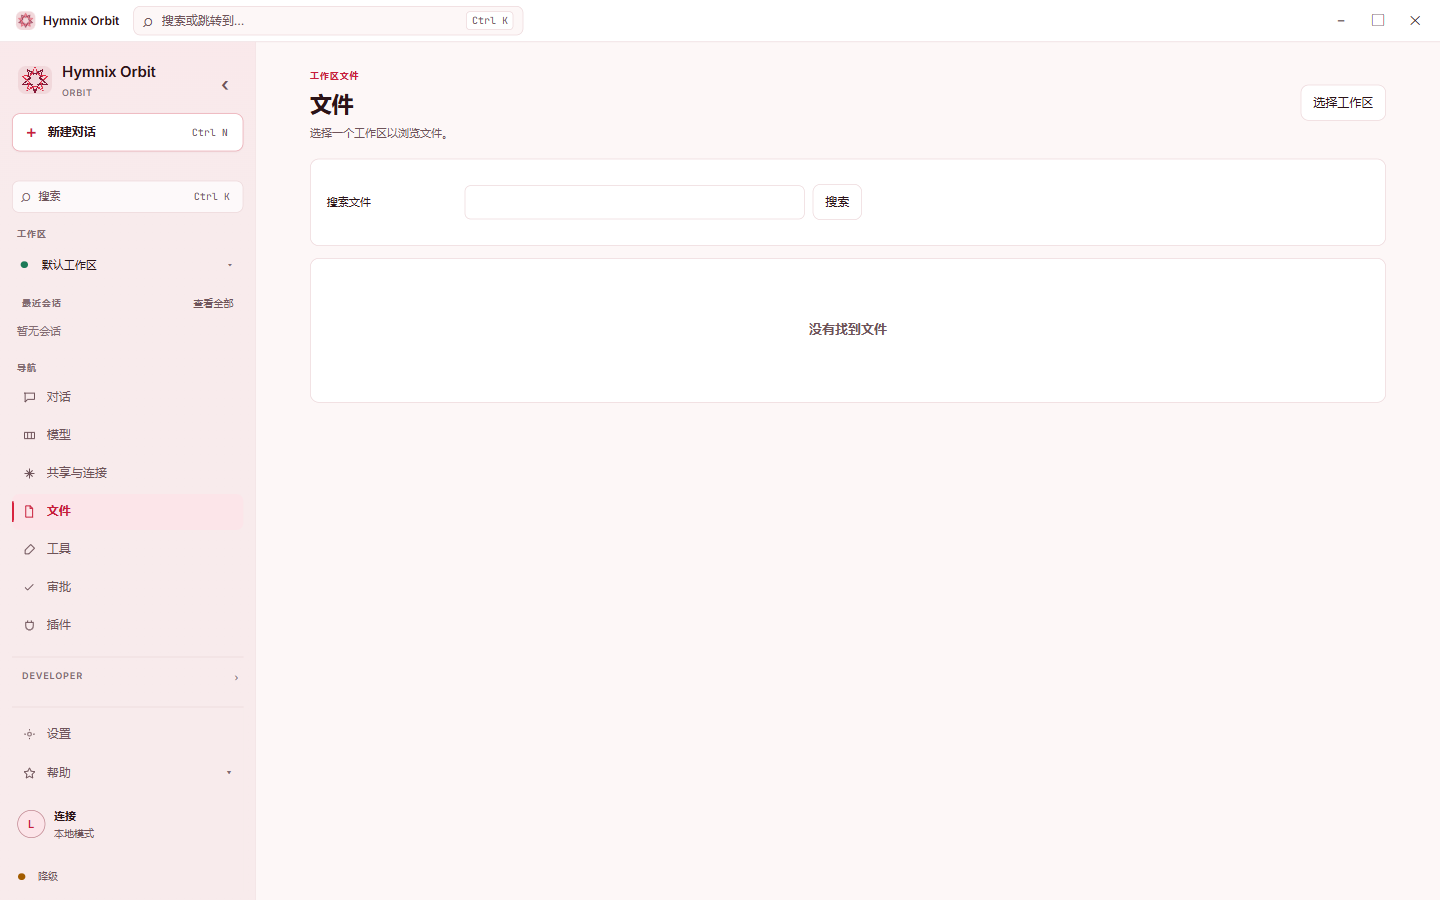 Hymnix Orbit
搜索或跳转到...
Ctrl K
Hymnix Orbit
ORBIT
新建对话
Ctrl N
搜索
Ctrl K
工作区
默认工作区
最近会话
查看全部
暂无会话
导航
对话
模型
共享与连接
文件
工具
审批
插件
DEVELOPER
设置
帮助
L
连接
本地模式
降级
工作区文件
文件
选择一个工作区以浏览文件。
选择工作区
搜索文件
搜索
没有找到文件